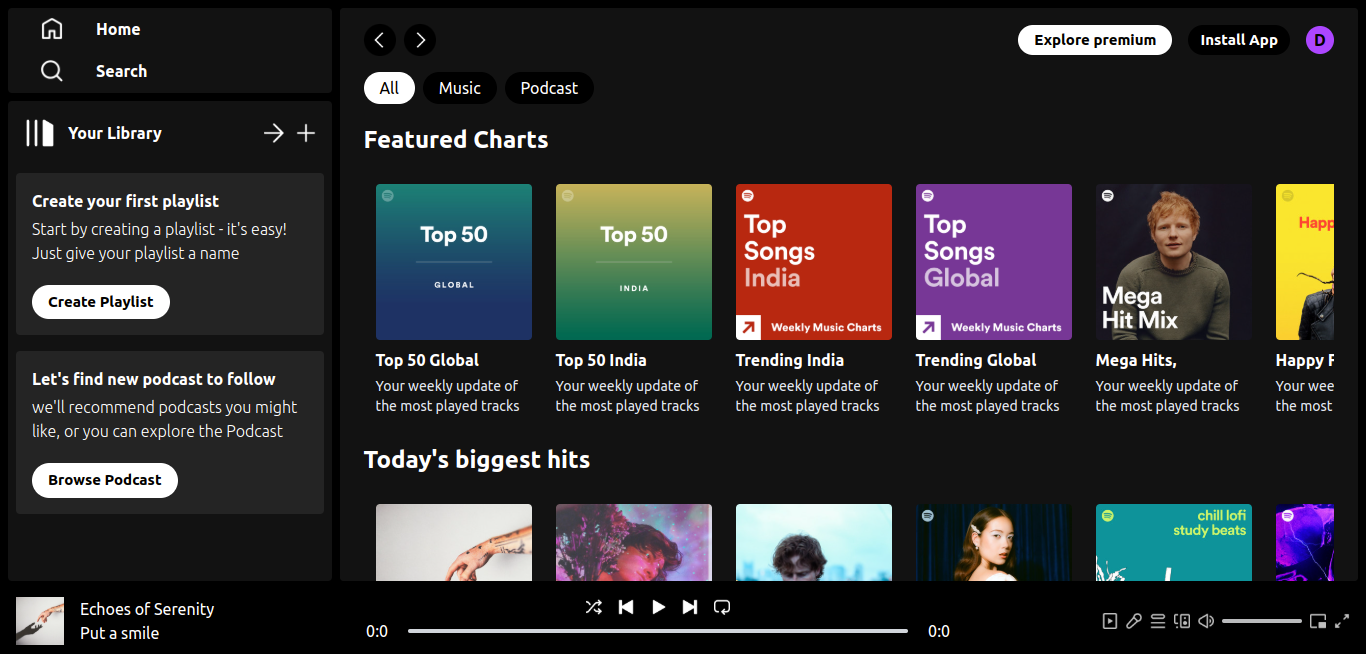 Home
Search
Your Library
Create your first playlist
Start by creating a playlist - it's easy!
Just give your playlist a name
Create Playlist
Let's find new podcast to follow
we'll recommend podcasts you might
like, or you can explore the Podcast
Browse Podcast
Explore premium
Install App
D
All
Music
Podcast
Featured Charts
Top 50
GLOBAL
Top 50
INDIA
Top
Songs
India
Weekly Music Charts
Top
Songs
Global
Weekly Music Charts
Mega
Hit Mix
Happ
Top 50 Global
Your weekly update of
the most played tracks
Top 50 India
Your weekly update of
the most played tracks
Trending India
Your weekly update of
the most played tracks
Trending Global
Your weekly update of
the most played tracks
Mega Hits,
Your weekly update of
the most played tracks
Happy F
Your wee
the most
Today's biggest hits
chill lofi
study beats
Echoes of Serenity
Put a smile
0:0
0:0